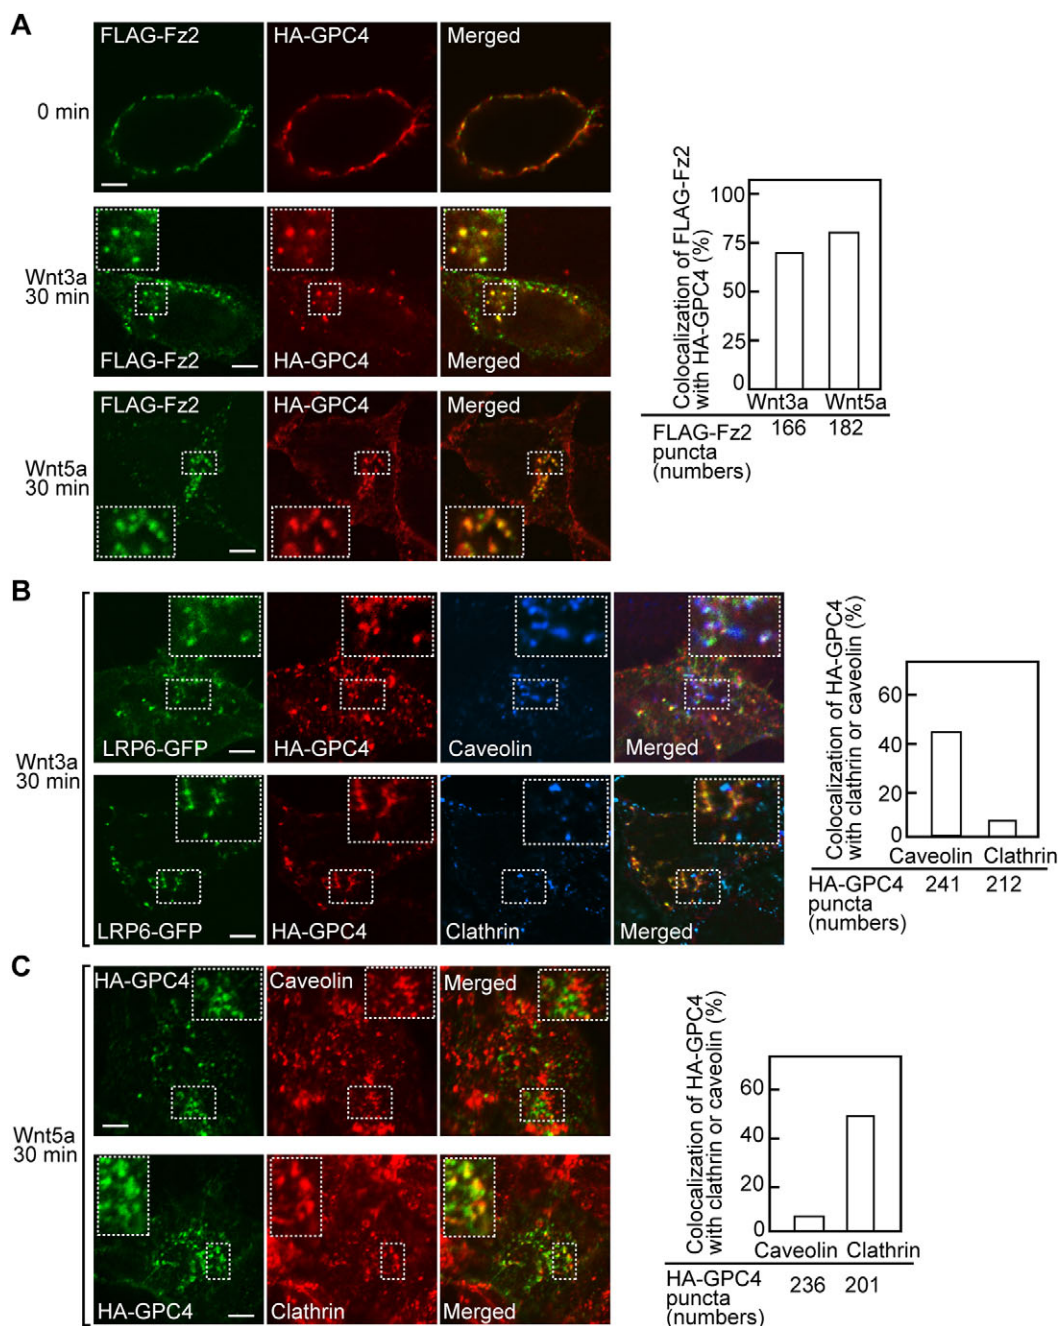 A
FLAG-Fz2 HA-GPC4 Merged
0 min
Wnt3a
30 min
FLAG-Fz2 HA-GPC4 Merged
FLAG-Fz2 HA-GPC4 Merged
Wnt5a
30 min
Colocalization of FLAG-Fz2
with HA-GPC4 (%)
100
75
50
25
0
Wnt3a Wnt5a
FLAG-Fz2 166 182
puncta
(numbers)
B
Wnt3a
30 min
LRP6-GFP HA-GPC4 Caveolin Merged
LRP6-GFP HA-GPC4 Clathrin Merged
Colocalization of HA-GPC4
with clathrin or caveolin (%)
60
40
20
0
Caveolin Clathrin
HA-GPC4 241 212
puncta
(numbers)
C
HA-GPC4 Caveolin Merged
Wnt5a
30 min
HA-GPC4 Clathrin Merged
Colocalization of HA-GPC4
with clathrin or caveolin (%)
60
40
20
0
Caveolin Clathrin
HA-GPC4 236 201
puncta
(numbers)